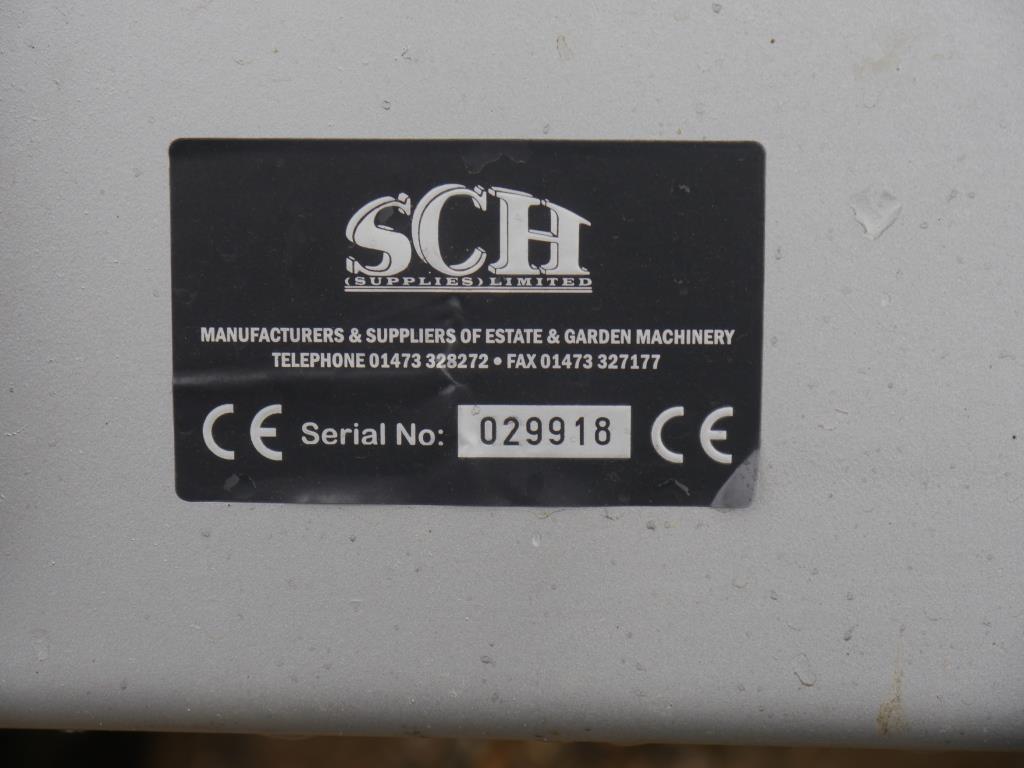 SCH
(SUPPLIES) LIMITED
MANUFACTURERS & SUPPLIERS OF ESTATE & GARDEN MACHINERY
TELEPHONE 01473 328272 • FAX 01473 327177
CE Serial No: 029918 CE